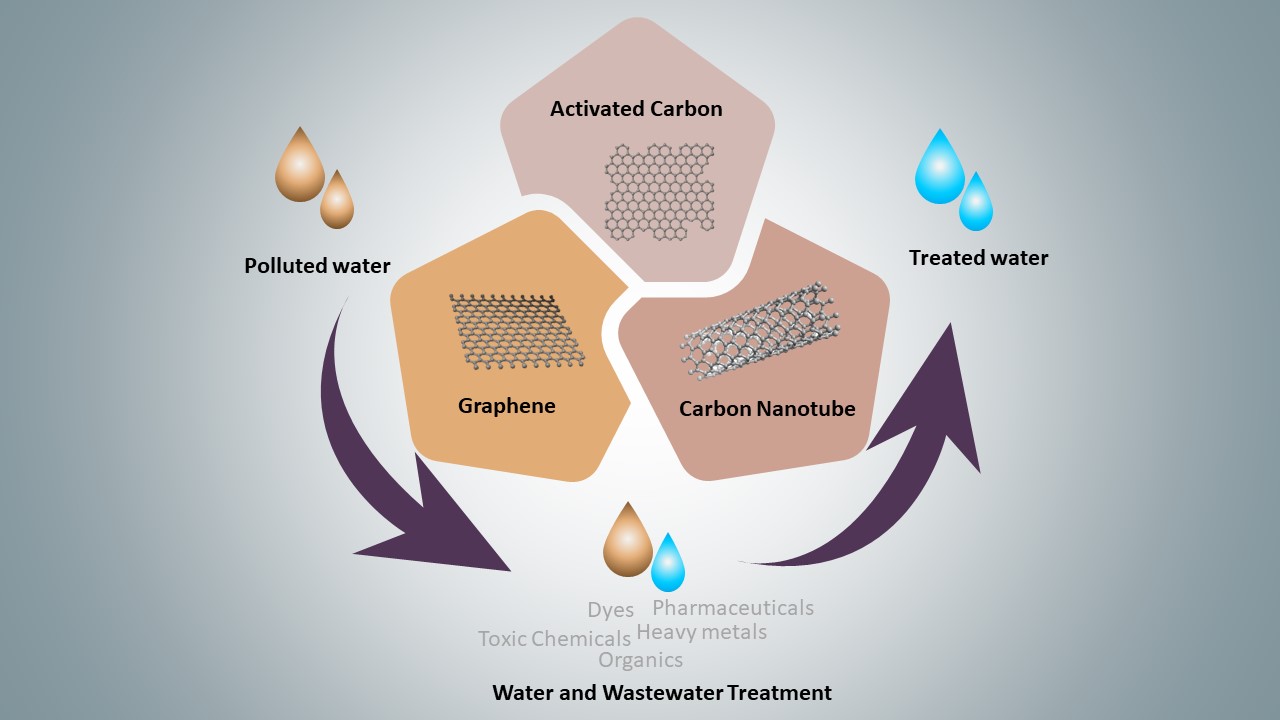 Activated Carbon
Polluted water
Treated water
Graphene
Carbon Nanotube
Dyes
Pharmaceuticals
Toxic Chemicals
Heavy metals
Organics
Water and Wastewater Treatment